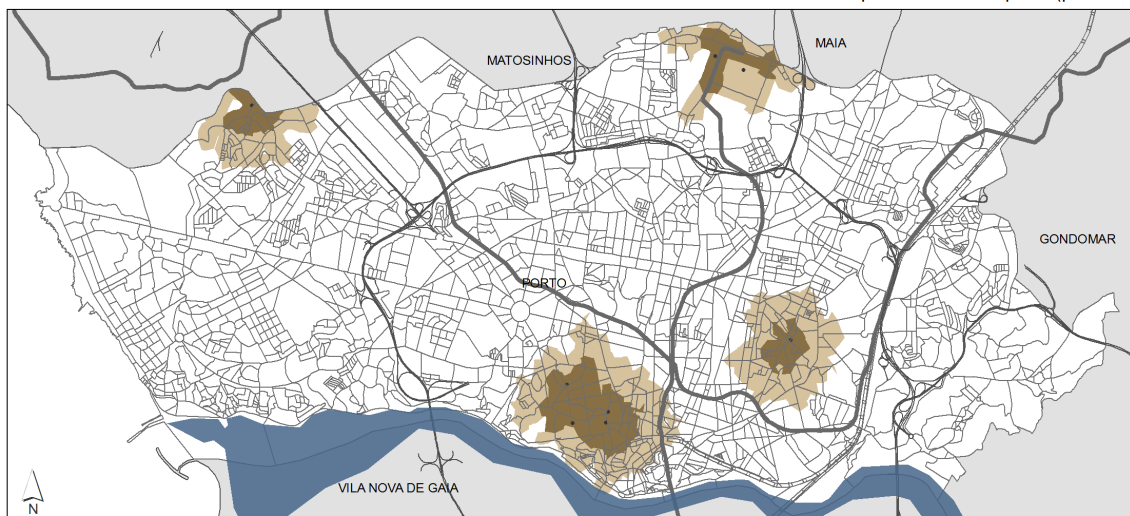 MAIA
MATOSINHOS
GONDOMAR
PORTO
VILA NOVA DE GAIA
N